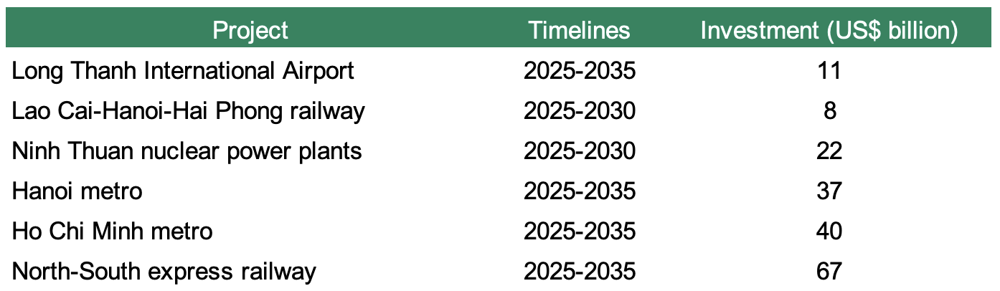 Project Timelines Investment (US$ billion)
Long Thanh International Airport 2025-2035 11
Lao Cai-Hanoi-Hai Phong railway 2025-2030 8
Ninh Thuan nuclear power plants 2025-2030 22
Hanoi metro 2025-2035 37
Ho Chi Minh metro 2025-2035 40
North-South express railway 2025-2035 67